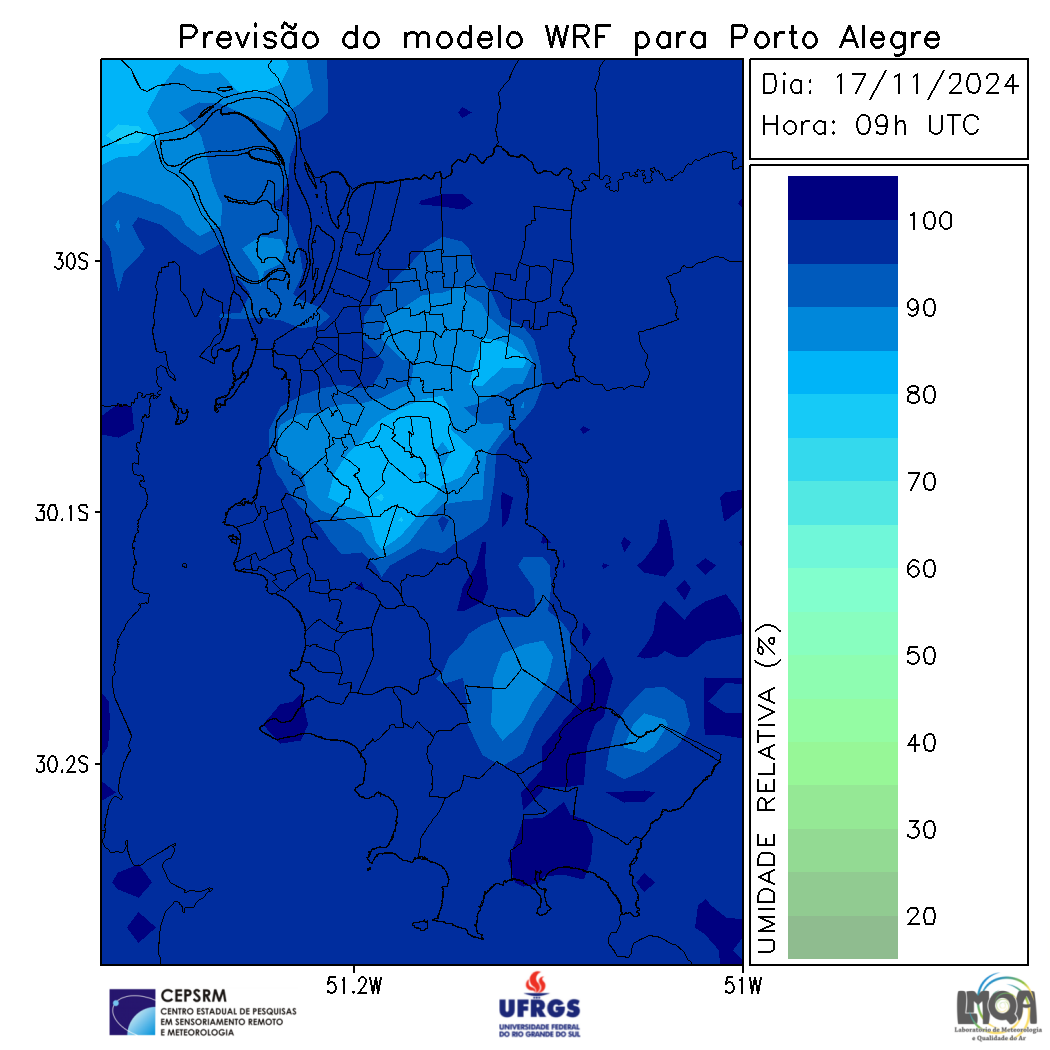 Previsão do modelo WRF para Porto Alegre
Dia: 17/11/2024
Hora: 09h UTC
100
90
80
70
60
50
40
30
20
UMIDADE RELATIVA (%)
30S
30.1S
30.2S
51.2W
51W
CEPSRM
CENTRO ESTADUAL DE PESQUISAS
EM SENSORIAMENTO REMOTO
E METEOROLOGIA
UFRGS
UNIVERSIDADE FEDERAL
DO RIO GRANDE DO SUL
LMQA
Laboratório de Meteorologia
e Qualidade do Ar